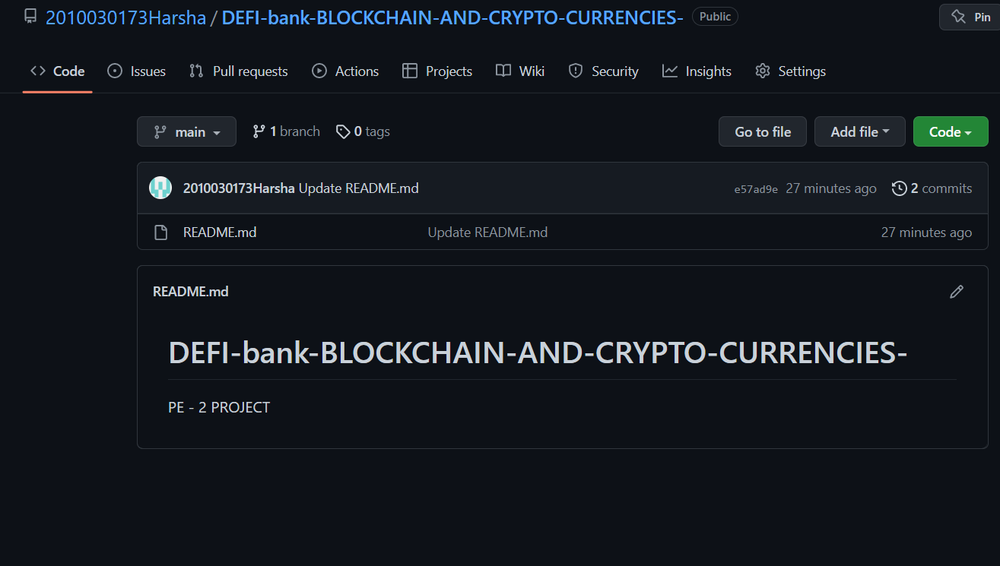 2010030173Harsha / DEFI-bank-BLOCKCHAIN-AND-CRYPTO-CURRENCIES- Public Pin
Code Issues Pull requests Actions Projects Wiki Security Insights Settings
main 1 branch 0 tags Go to file Add file Code
2010030173Harsha Update README.md e57ad9e 27 minutes ago 2 commits
README.md Update README.md 27 minutes ago
README.md
DEFI-bank-BLOCKCHAIN-AND-CRYPTO-CURRENCIES-
PE - 2 PROJECT